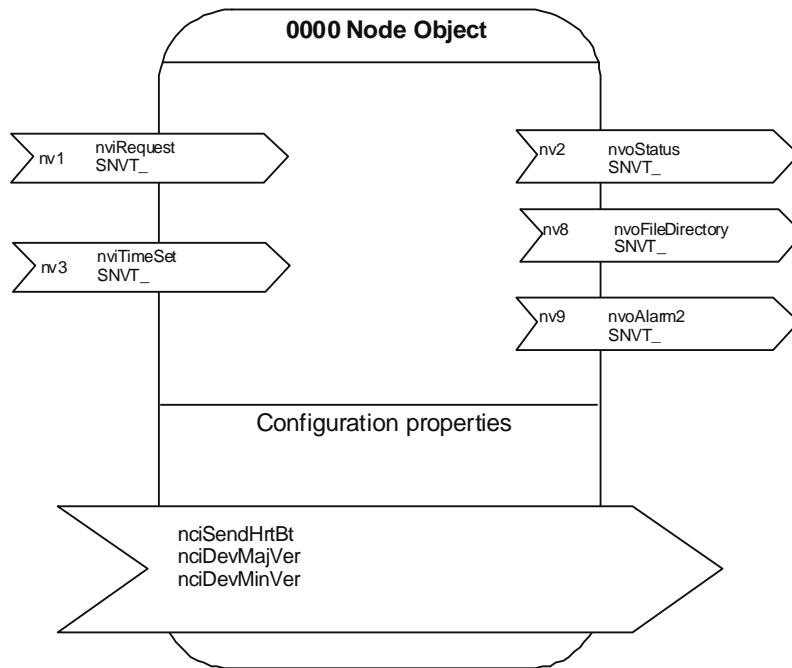 0000 Node Object
nv1 nviRequest
SNVT_
nv3 nviTimeSet
SNVT_
nv2 nvoStatus
SNVT_
nv8 nvoFileDirectory
SNVT_
nv9 nvoAlarm2
SNVT_
Configuration properties
nciSendHrtBt
nciDevMajVer
nciDevMinVer